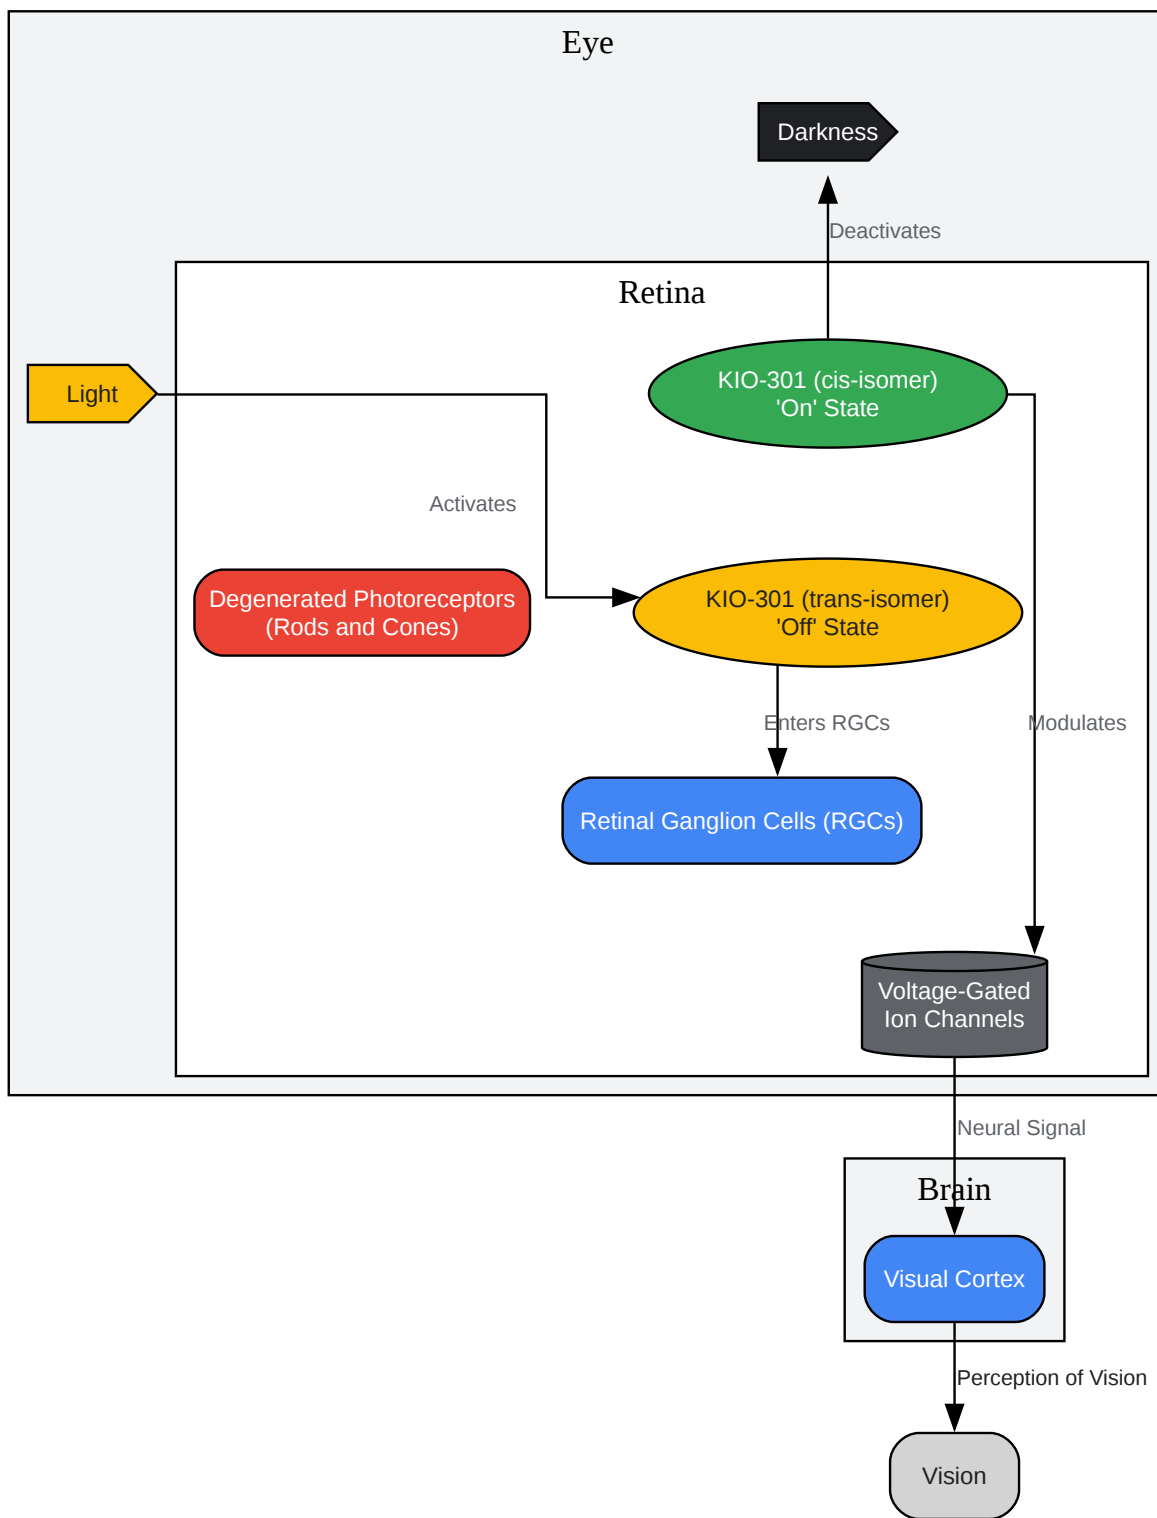 Eye
Darkness
Deactivates
Retina
Light
KIO-301 (cis-isomer)
'On' State
Activates
Degenerated Photoreceptors
(Rods and Cones)
KIO-301 (trans-isomer)
'Off' State
Enters RGCs
Modulates
Retinal Ganglion Cells (RGCs)
Voltage-Gated
Ion Channels
Neural Signal
Brain
Visual Cortex
Perception of Vision
Vision